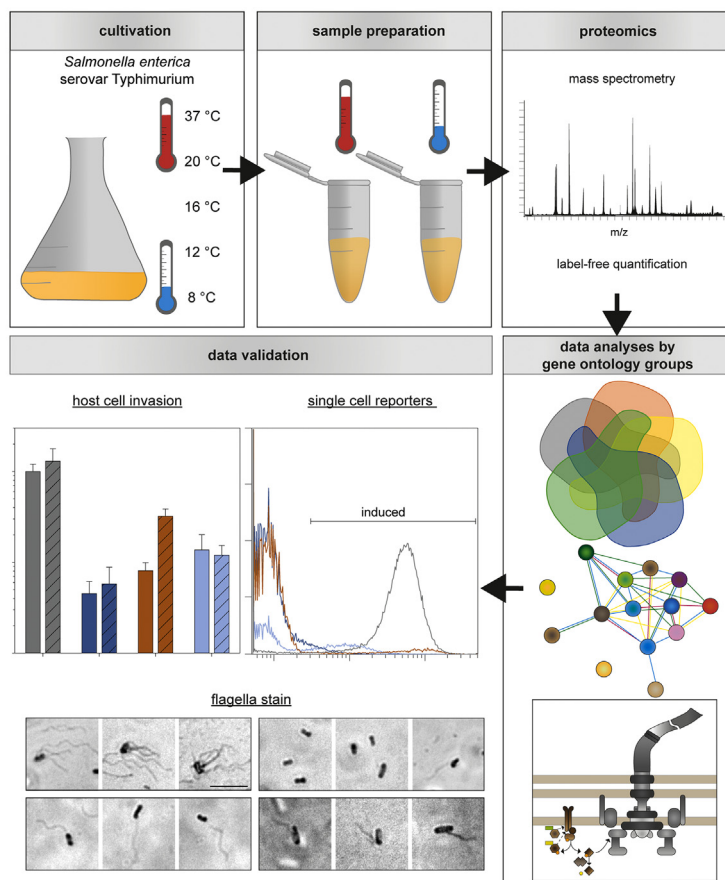 cultivation
Salmonella enterica
serovar Typhimurium
37 °C
20 °C
16 °C
12 °C
8 °C
sample preparation
proteomics
mass spectrometry
m/z
label-free quantification
data validation
host cell invasion
single cell reporters
induced
flagella stain
data analyses by
gene ontology groups